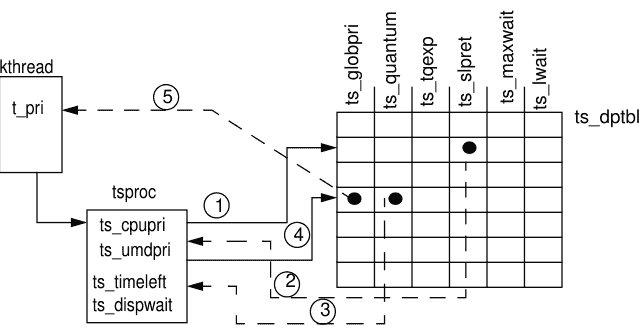 ts_globpri
ts_quantum
ts_tqexp
ts_slpret
ts_maxwait
ts_lwait
ts_dptbl
kthread
t_pri
5
tsproc
1
ts_cpupri
ts_umdpri
4
2
ts_timeleft
ts_dispwait
3